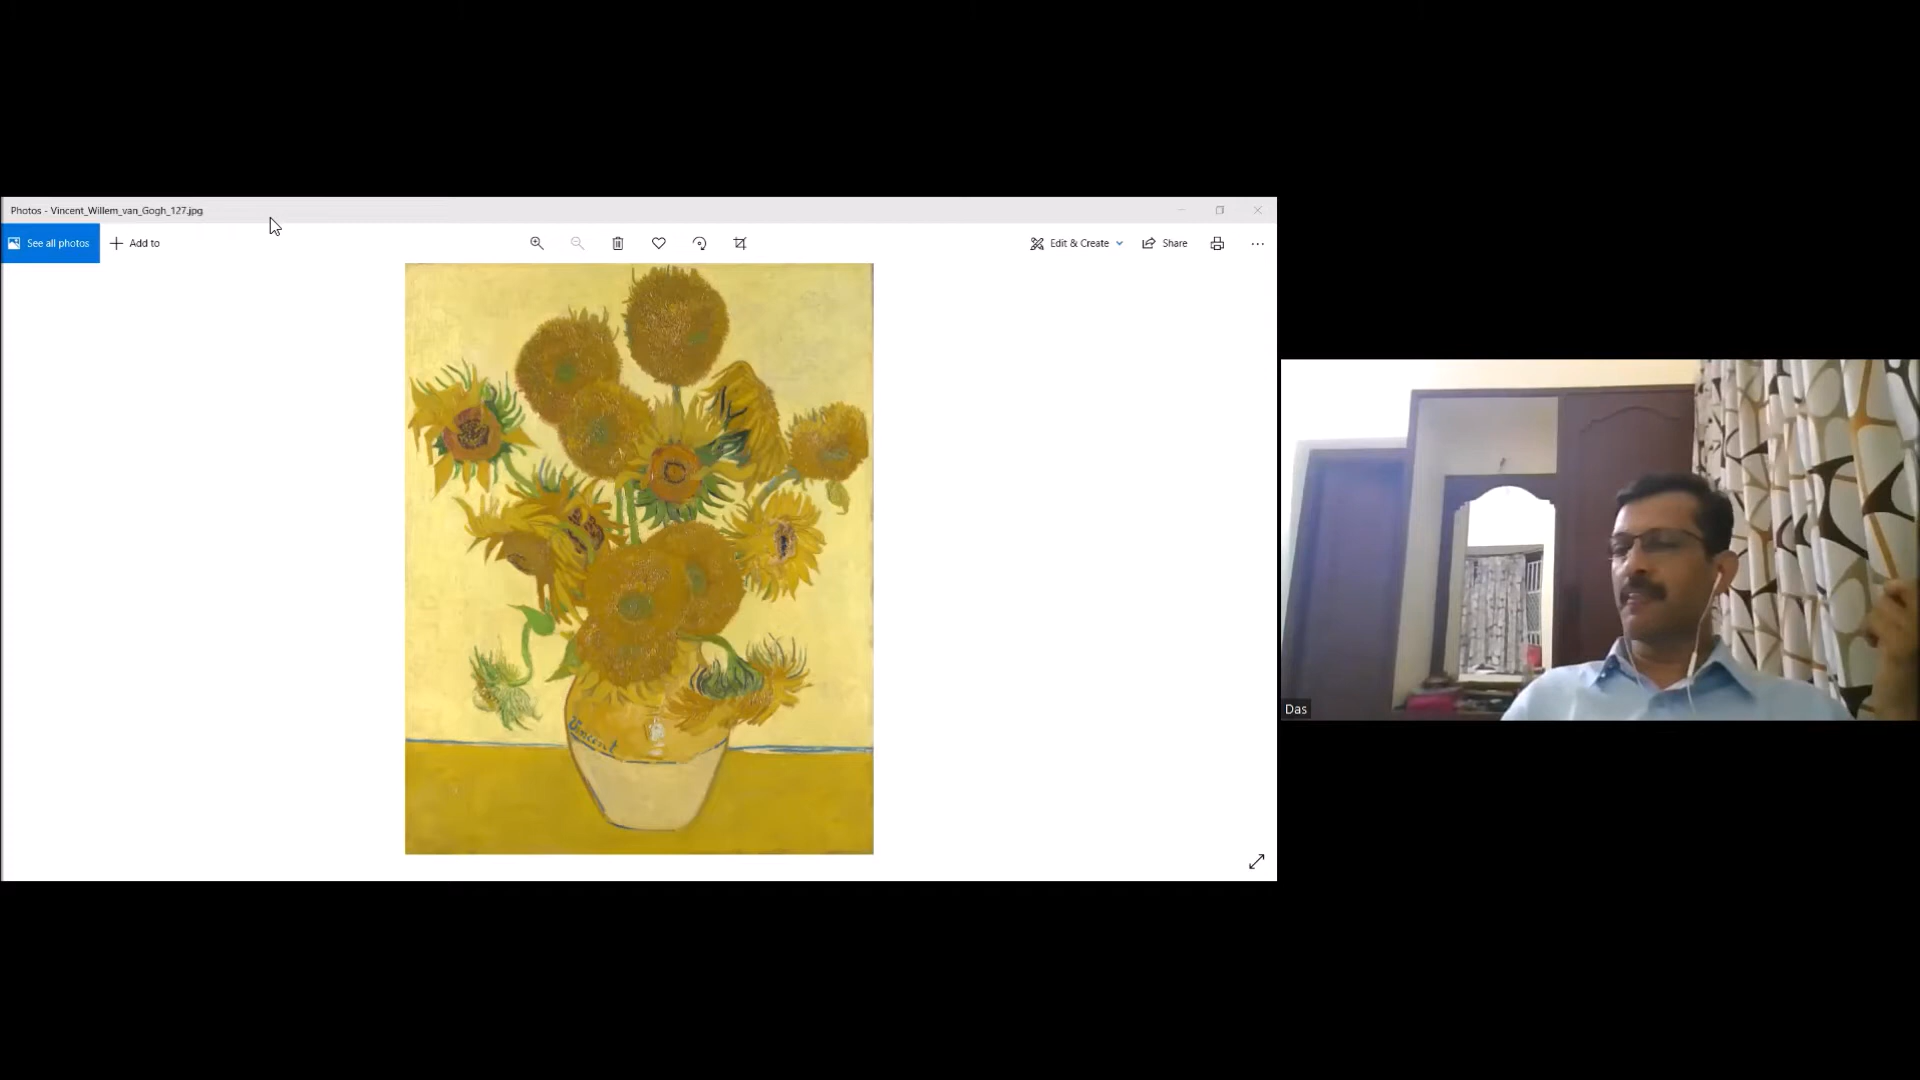 Photos - Vincent_Willem_van_Gogh_127.jpg
See all photos
Add to
Edit & Create
Share
Vincent
Das